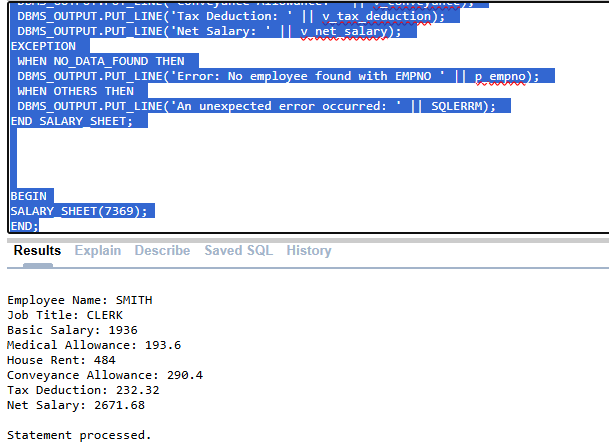 DBMS_OUTPUT.PUT_LINE('Conveyance Allowance: ' || v_conveyance);
DBMS_OUTPUT.PUT_LINE('Tax Deduction: ' || v_tax_deduction);
DBMS_OUTPUT.PUT_LINE('Net Salary: ' || v_net_salary);
EXCEPTION
WHEN NO_DATA_FOUND THEN
DBMS_OUTPUT.PUT_LINE('Error: No employee found with EMPNO ' || p_empno);
WHEN OTHERS THEN
DBMS_OUTPUT.PUT_LINE('An unexpected error occurred: ' || SQLERRM);
END SALARY_SHEET;
BEGIN
SALARY_SHEET(7369);
END;
Results Explain Describe Saved SQL History
Employee Name: SMITH
Job Title: CLERK
Basic Salary: 1936
Medical Allowance: 193.6
House Rent: 484
Conveyance Allowance: 290.4
Tax Deduction: 232.32
Net Salary: 2671.68
Statement processed.